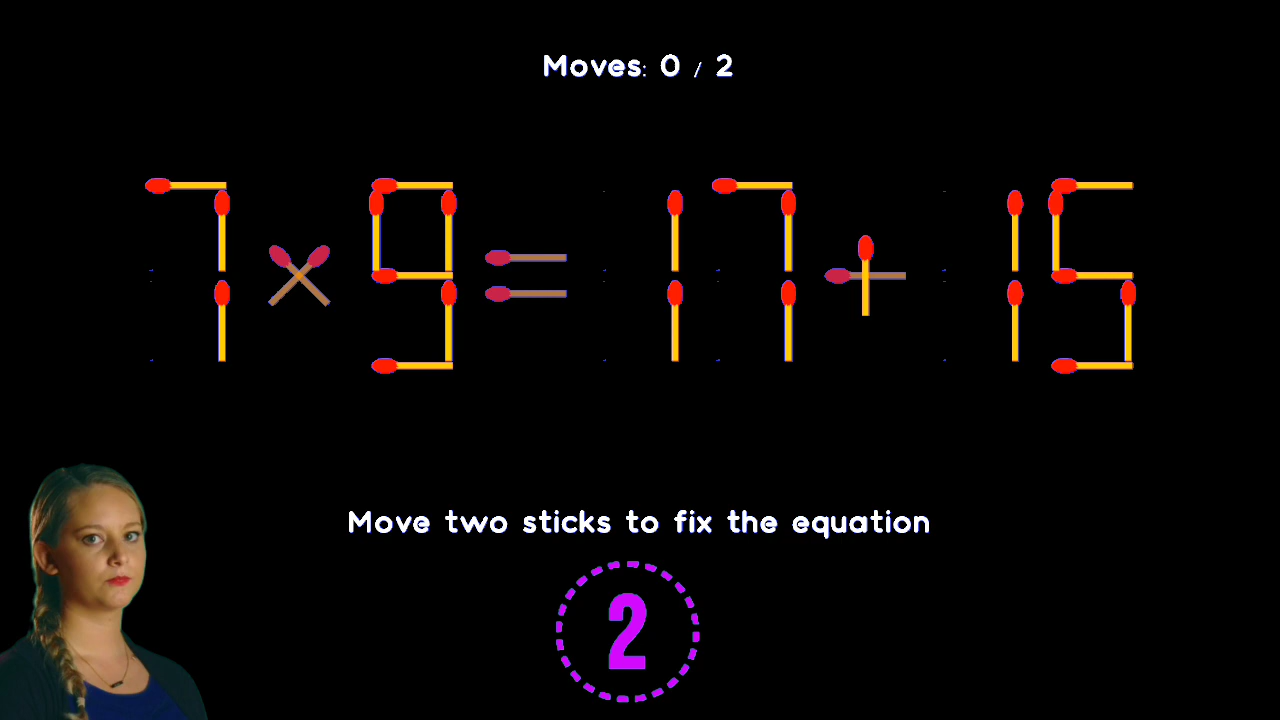 Moves: 0 / 2
7 × 9 = 17 + 15
Move two sticks to fix the equation
2